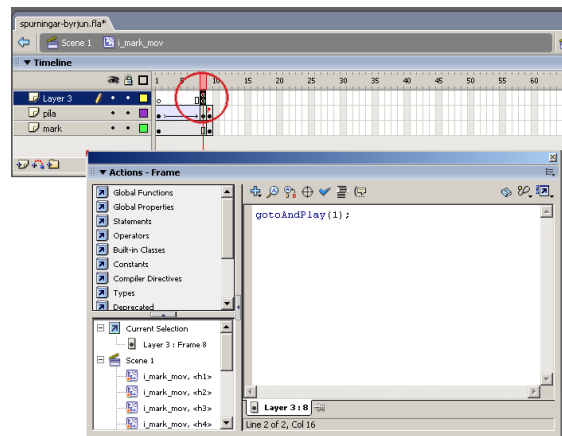 spurningar-byrjun.fla*
Scene 1 i_mark_mov
Timeline
1 5 10 15 20 25 30 35 40 45 50 55 60
Layer 3
pila
mark
Actions - Frame
Global Functions
Global Properties
Statements
Operators
Built-in Classes
Constants
Compiler Directives
Types
Deprecated
gotoAndPlay(1);
Current Selection
Layer 3 : Frame 8
Scene 1
i_mark_mov, <h1>
i_mark_mov, <h2>
i_mark_mov, <h3>
i_mark_mov, <h4>
Layer 3 : 8
Line 2 of 2, Col 16